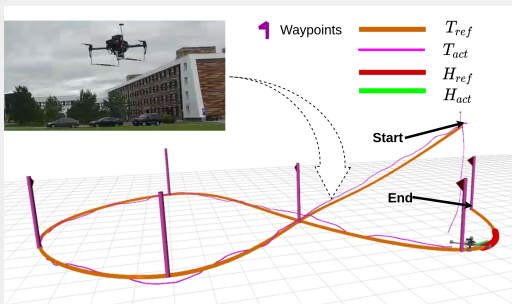 Waypoints
T_ref
T_act
H_ref
H_act
Start
End